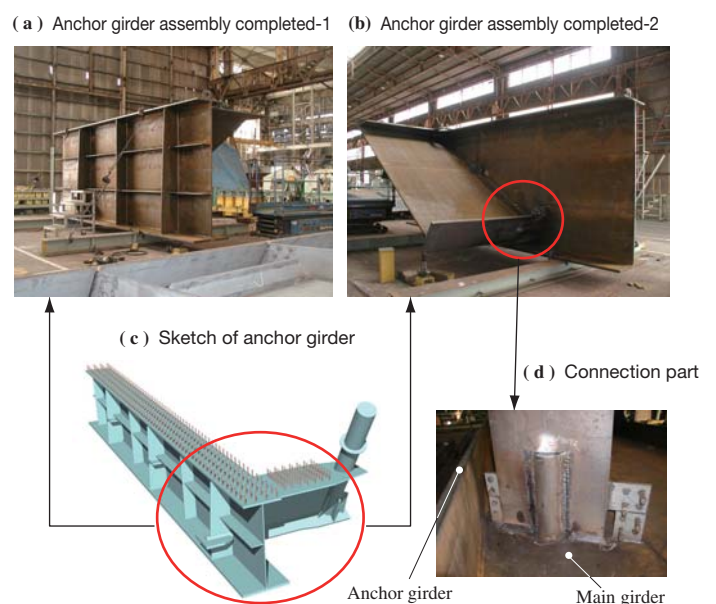 ( a ) Anchor girder assembly completed-1
( b ) Anchor girder assembly completed-2
( c ) Sketch of anchor girder
( d ) Connection part
Anchor girder
Main girder